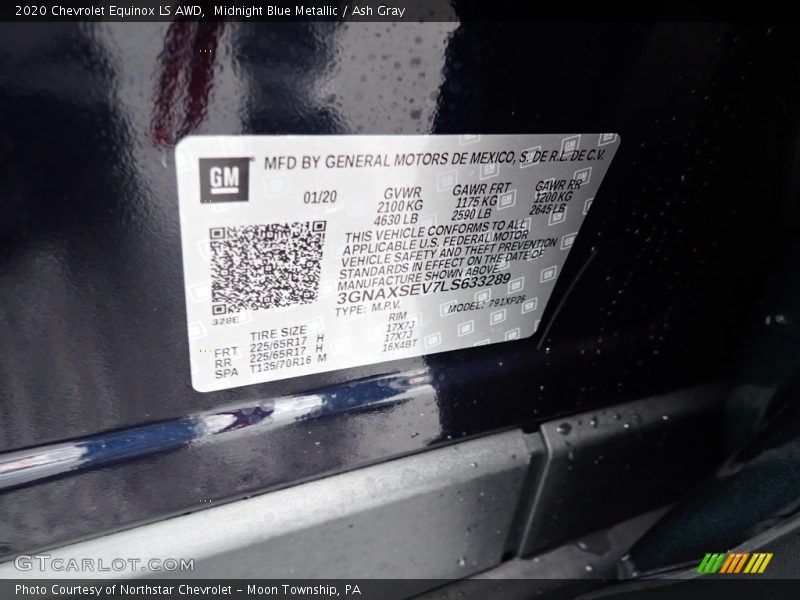 2020 Chevrolet Equinox LS AWD,  Midnight Blue Metallic / Ash Gray
GM
MFD BY GENERAL MOTORS DE MEXICO, S. DE R.L. DE C.V.
01/20
GVWR
2100 KG
4630 LB
GAWR FRT
1175 KG
2590 LB
GAWR RR
1200 KG
2645 LB
THIS VEHICLE CONFORMS TO ALL
APPLICABLE U.S. FEDERAL MOTOR
VEHICLE SAFETY AND THEFT PREVENTION
STANDARDS IN EFFECT ON THE DATE OF
MANUFACTURE SHOWN ABOVE.
3GNAXSEV7LS633289
TYPE: M.P.V.
MODEL: 791XP26
328E
TIRE SIZE
RIM
FRT 225/65R17 H 17X7J
RR 225/65R17 H 17X7J
SPA T135/70R16 M 16X4BT
GTCARLOT.COM
Photo Courtesy of Northstar Chevrolet - Moon Township, PA